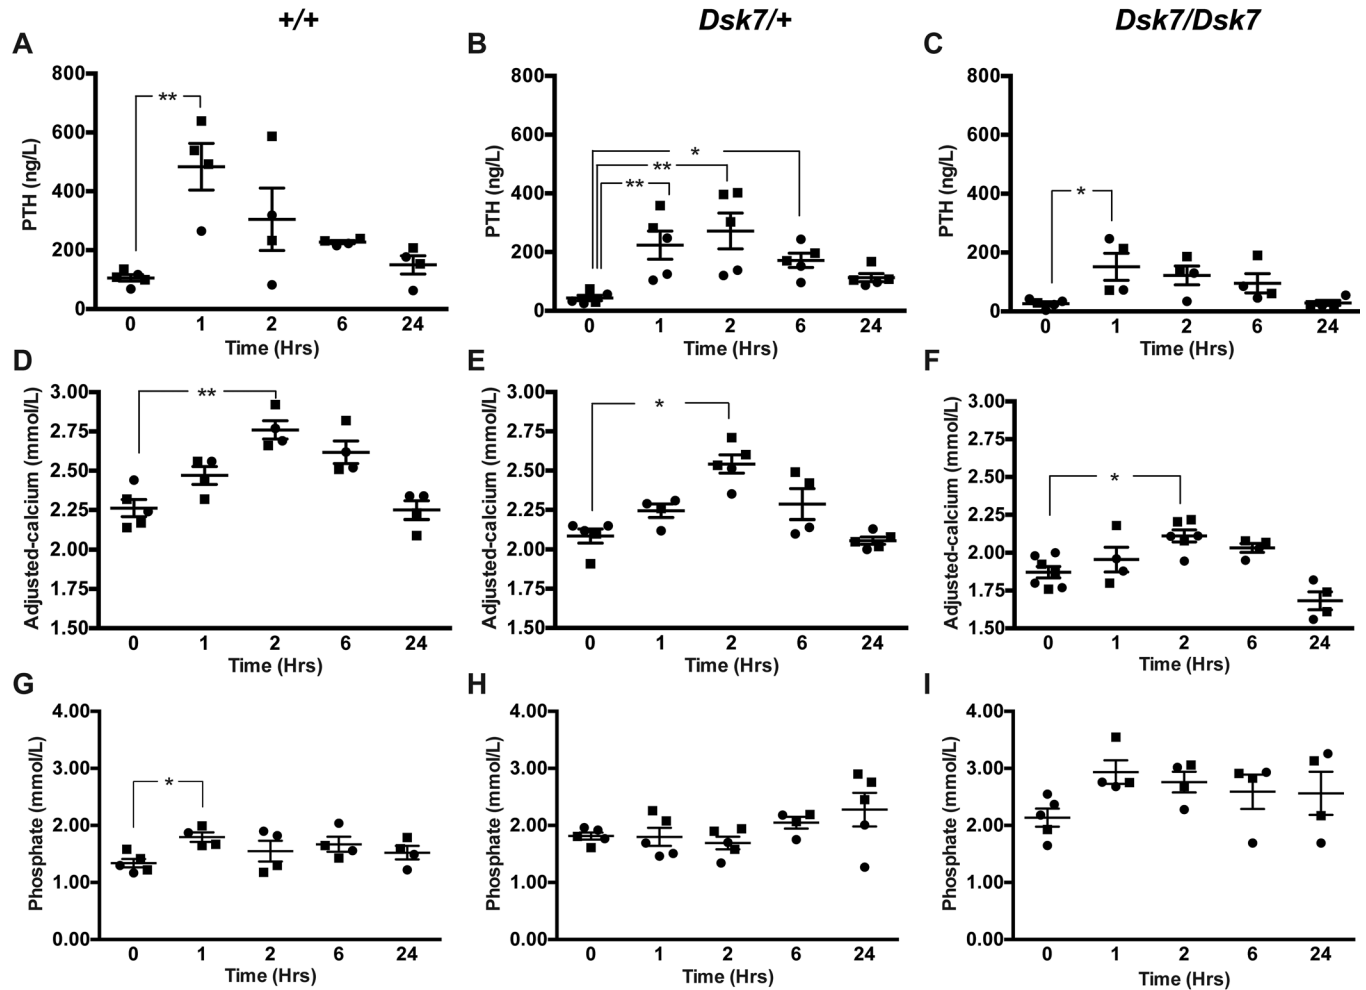 +/+
Dsk7/+
Dsk7/Dsk7
A
PTH (ng/L)
800
600
400
200
0
**
0 1 2 6 24
Time (Hrs)
B
PTH (ng/L)
800
600
400
200
0
*
**
**
0 1 2 6 24
Time (Hrs)
C
PTH (ng/L)
800
600
400
200
0
*
0 1 2 6 24
Time (Hrs)
D
Adjusted-calcium (mmol/L)
3.00
2.75
2.50
2.25
2.00
1.75
1.50
**
0 1 2 6 24
Time (Hrs)
E
Adjusted-calcium (mmol/L)
3.00
2.75
2.50
2.25
2.00
1.75
1.50
*
0 1 2 6 24
Time (Hrs)
F
Adjusted-calcium (mmol/L)
3.00
2.75
2.50
2.25
2.00
1.75
1.50
*
0 1 2 6 24
Time (Hrs)
G
Phosphate (mmol/L)
4.00
3.00
2.00
1.00
0.00
*
0 1 2 6 24
Time (Hrs)
H
Phosphate (mmol/L)
4.00
3.00
2.00
1.00
0.00
0 1 2 6 24
Time (Hrs)
I
Phosphate (mmol/L)
4.00
3.00
2.00
1.00
0.00
0 1 2 6 24
Time (Hrs)